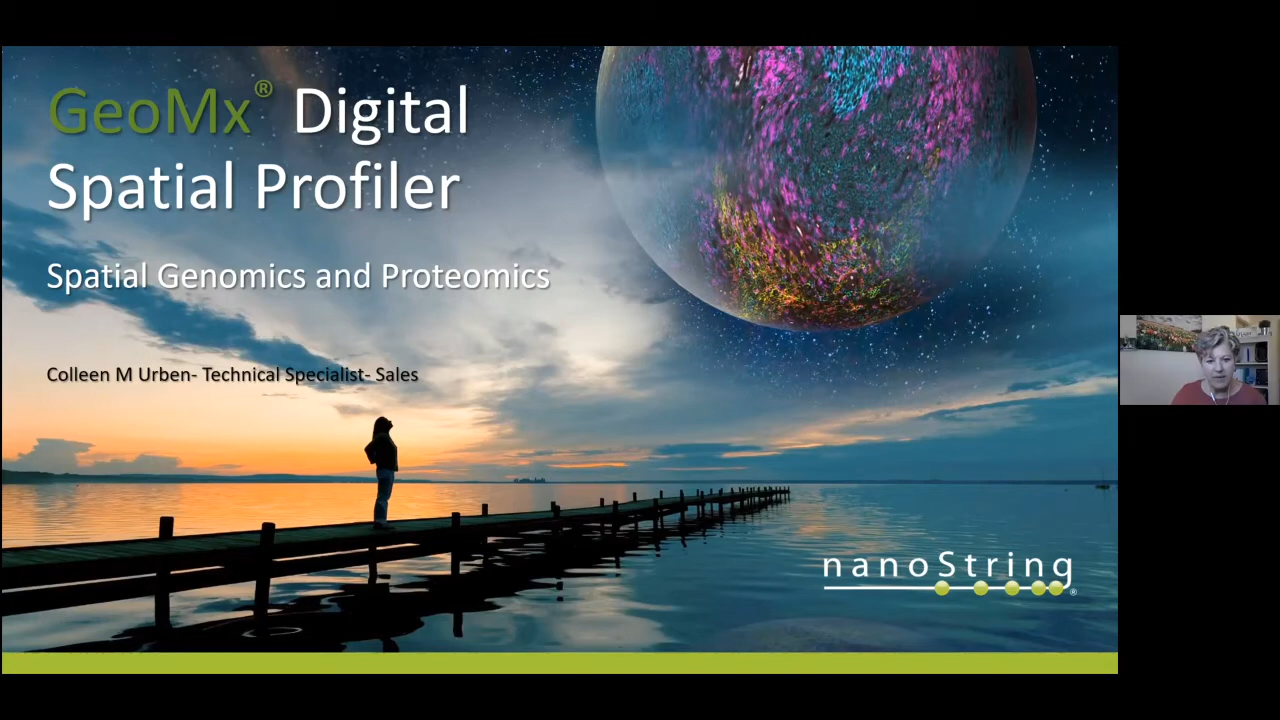 GeoMx® Digital
Spatial Profiler
Spatial Genomics and Proteomics
Colleen M Urben- Technical Specialist- Sales
nanoString®